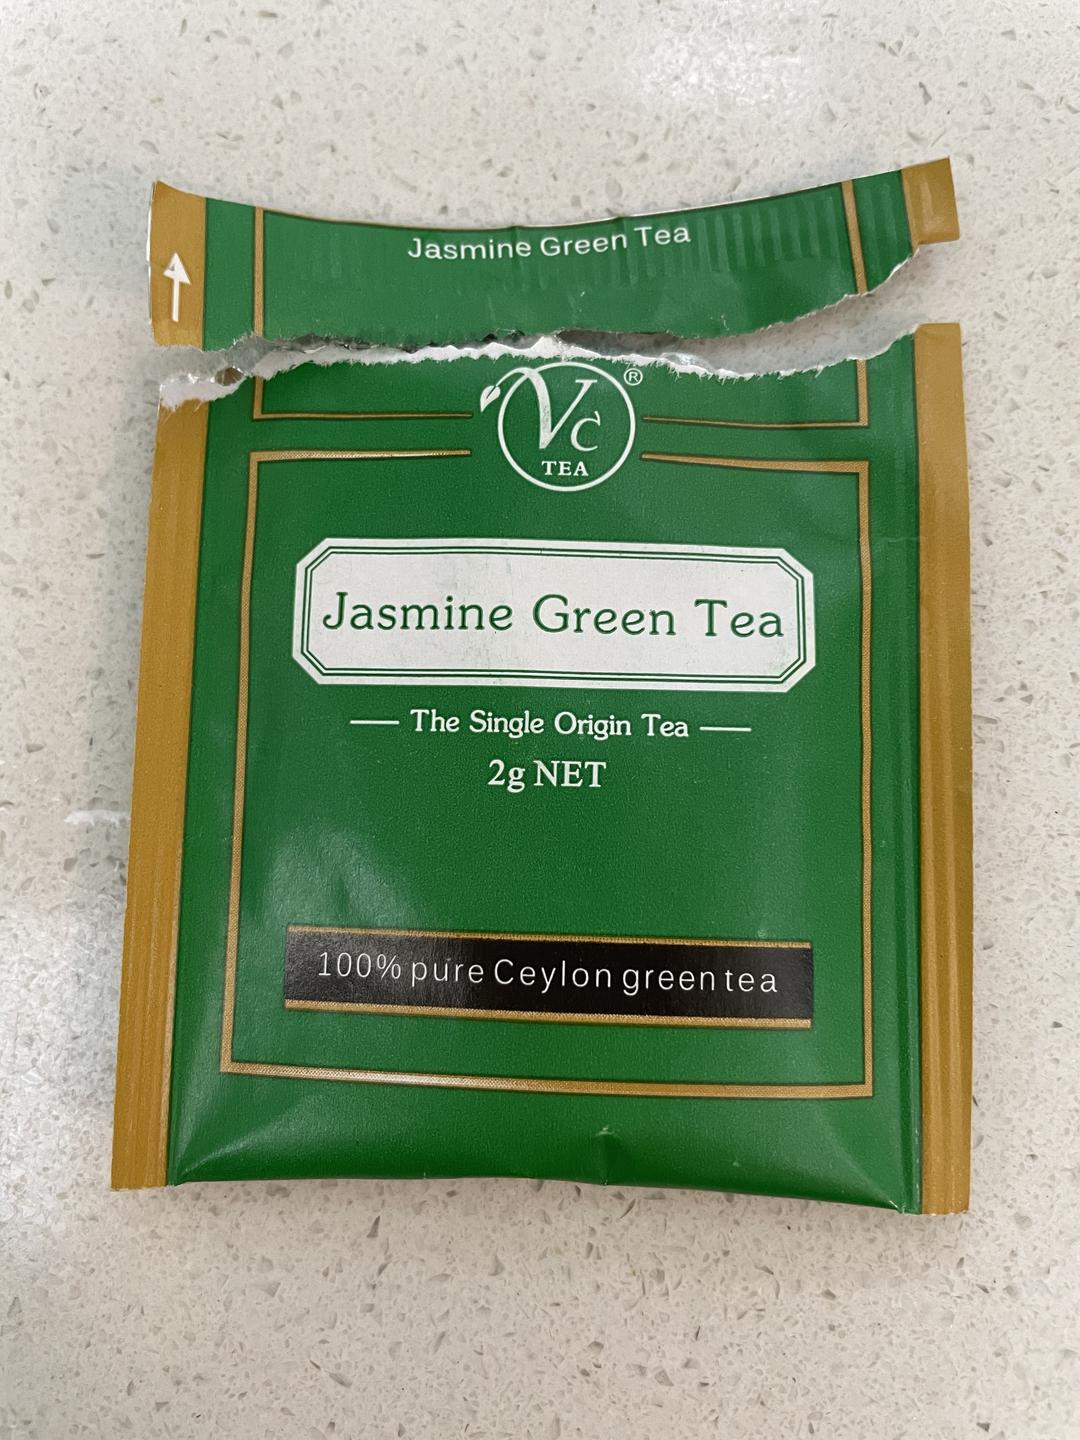 Jasmine Green Tea
Vc
®
TEA
Jasmine Green Tea
The Single Origin Tea
2g NET
100% pure Ceylon green tea